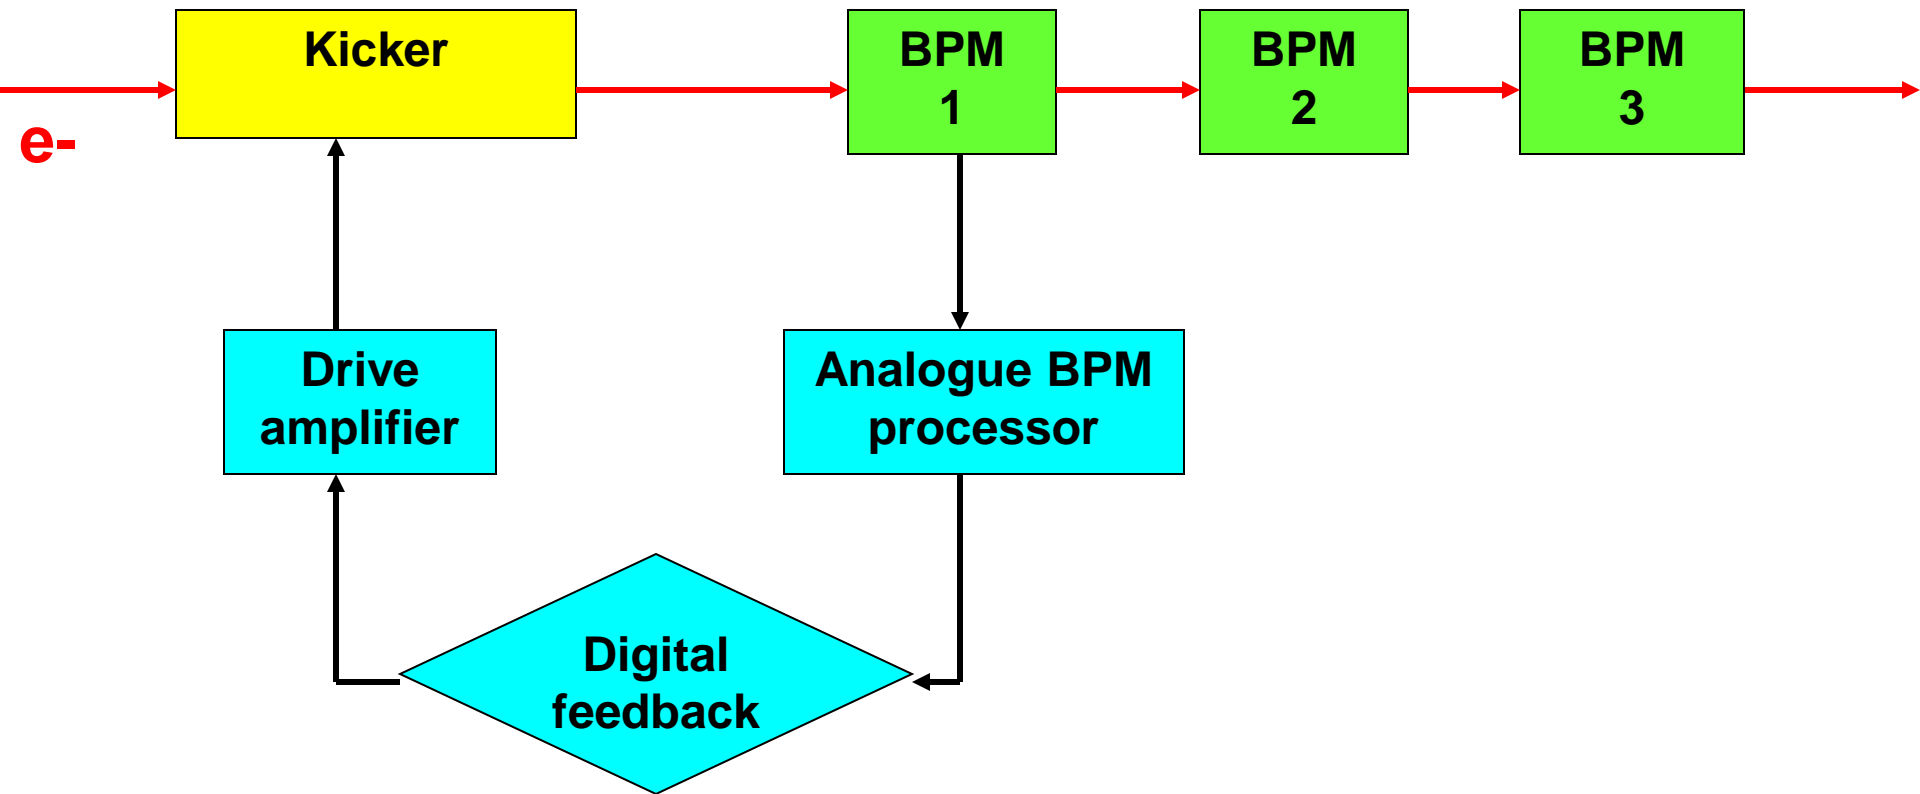 Kicker
BPM
1
BPM
2
BPM
3
e-
Drive
amplifier
Analogue BPM
processor
Digital
feedback